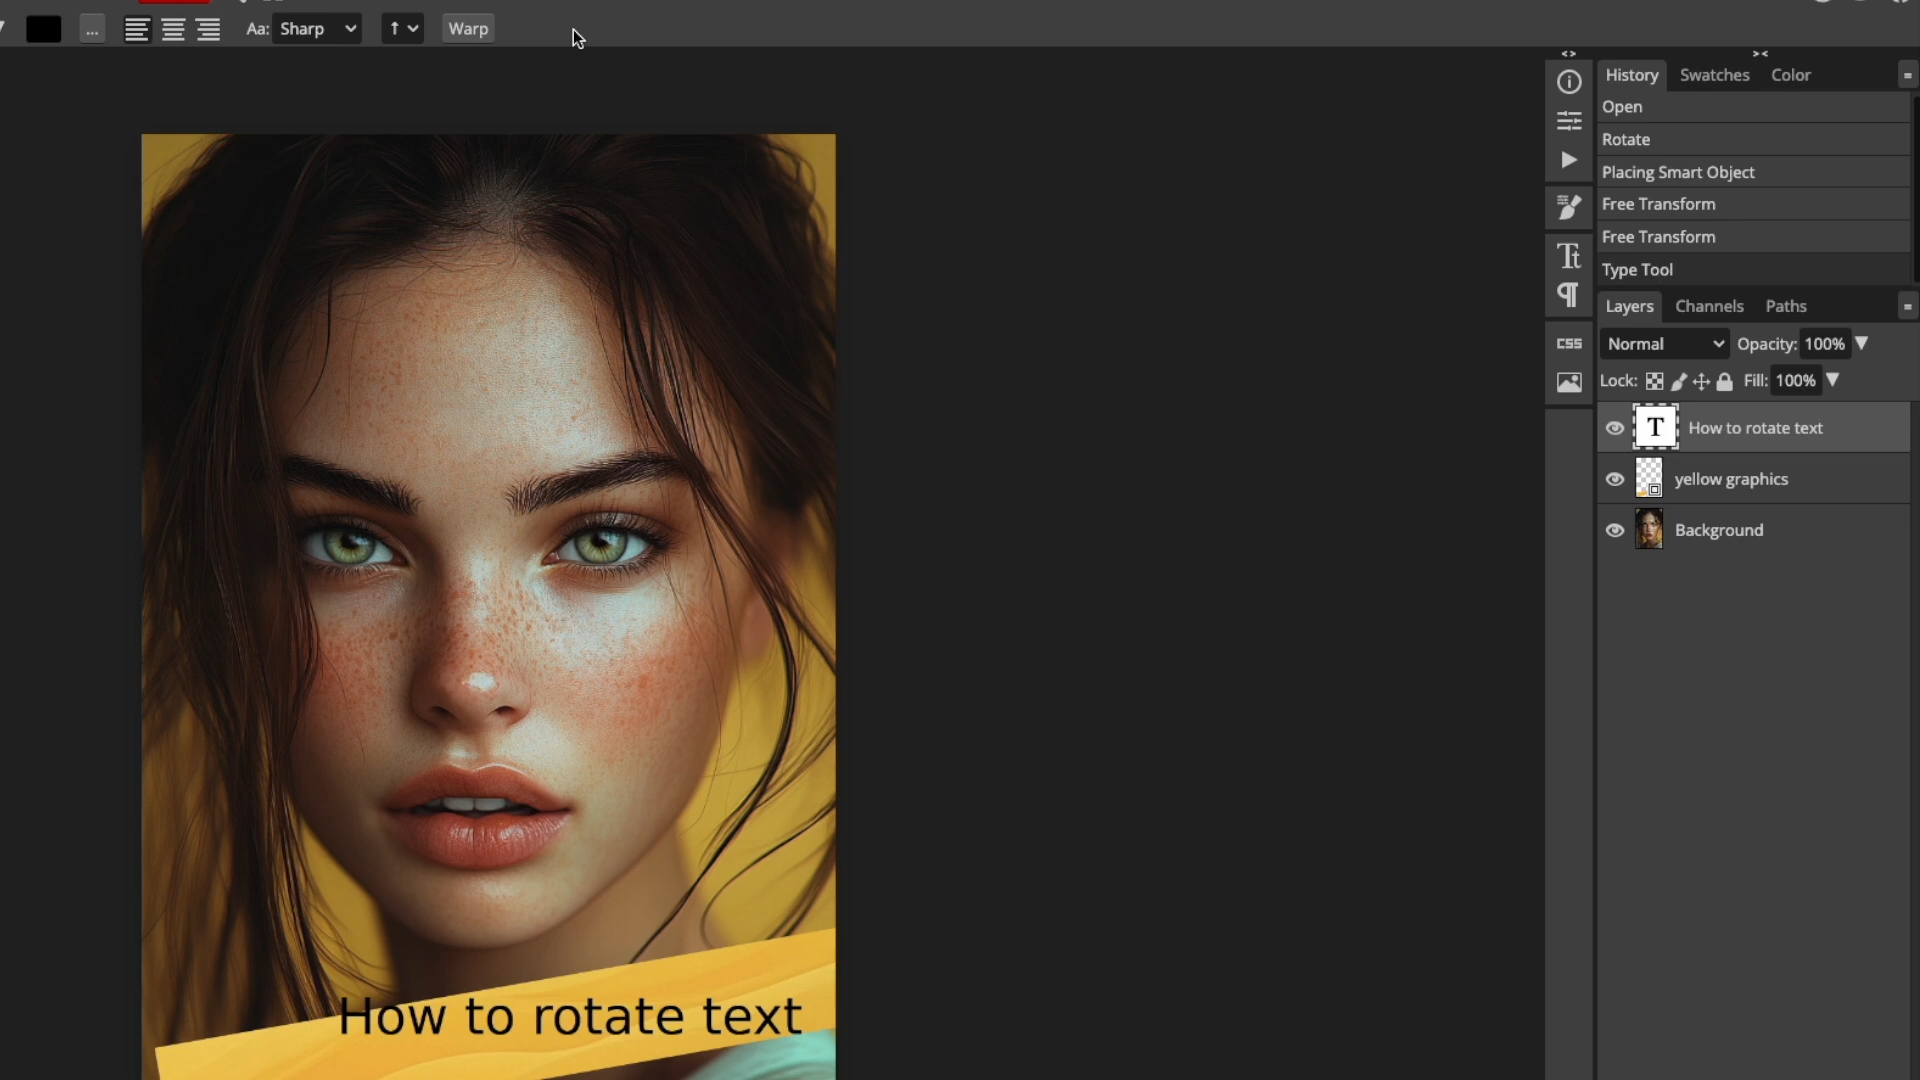 ... Aa: Sharp Warp
History Swatches Color
Open
Rotate
Placing Smart Object
Free Transform
Free Transform
Type Tool
Layers Channels Paths
CSS Normal Opacity: 100%
Lock: Fill: 100%
T How to rotate text
yellow graphics
Background
How to rotate text